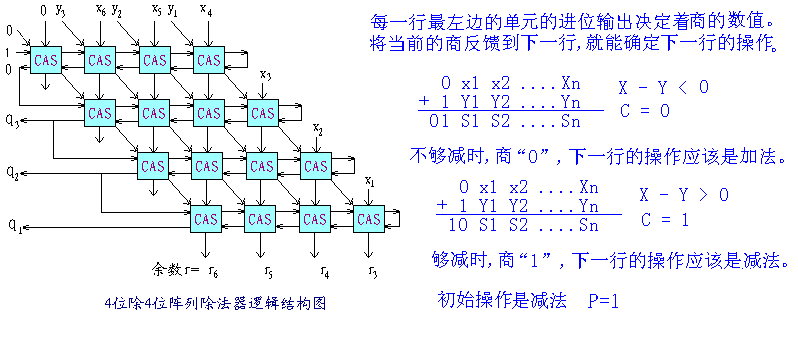 每一行最左边的单元的进位输出决定着商的数值。
将当前的商反馈到下一行,就能确定下一行的操作。
0 y3 x6 y2 x5 y1 x4
0
1
0
CAS CAS CAS CAS
x3
q3
CAS CAS CAS CAS
x2
q2
CAS CAS CAS CAS
x1
q1
CAS CAS CAS CAS
余数r= r6 r5 r4 r3
4位除4位阵列除法器逻辑结构图
0 x1 x2 ....Xn
+ 1 Y1 Y2 ....Yn
01 S1 S2 ....Sn
X - Y < 0
C = 0
不够减时,商“0”,下一行的操作应该是加法。
0 x1 x2 ....Xn
+ 1 Y1 Y2 ....Yn
10 S1 S2 ....Sn
X - Y > 0
C = 1
够减时,商“1”,下一行的操作应该是减法。
初始操作是减法 P=1